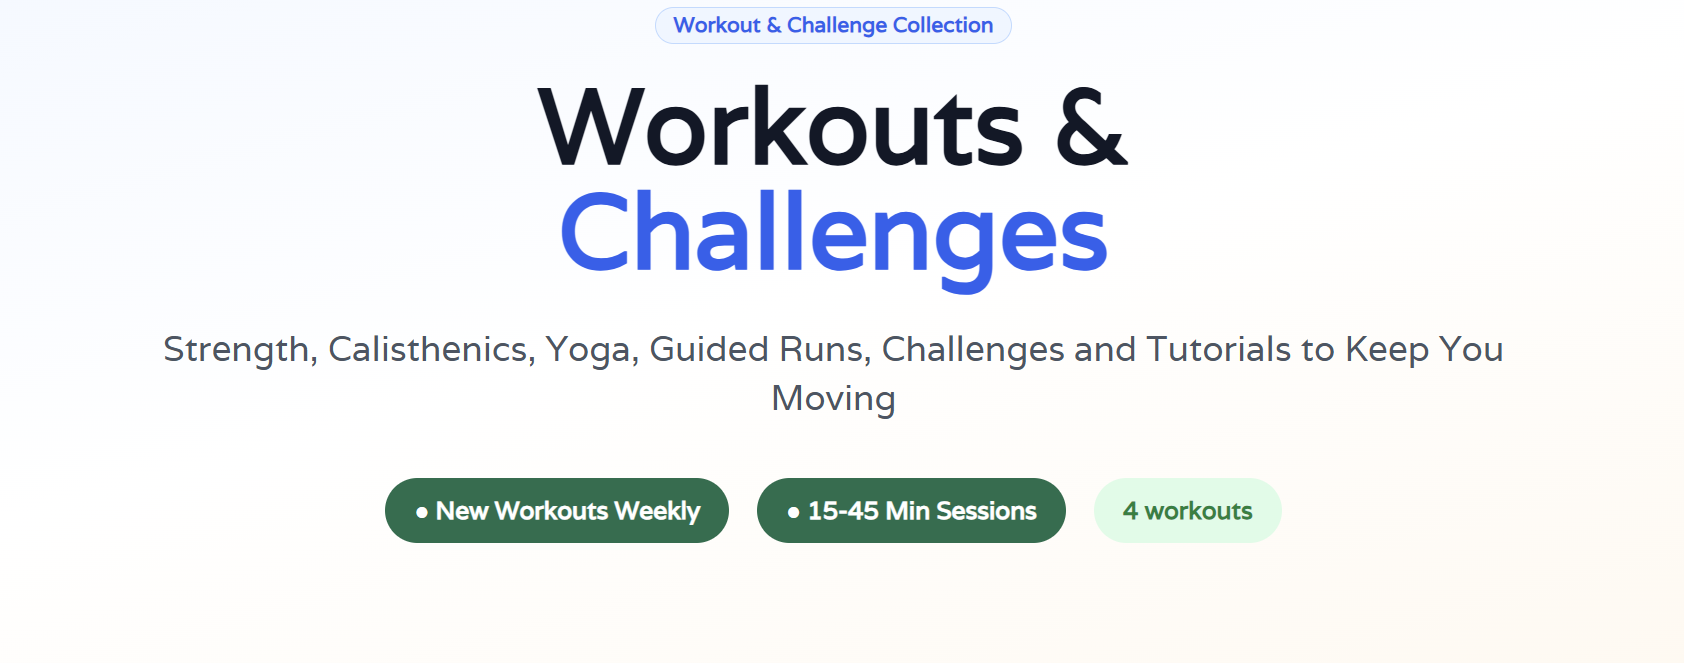 Workout & Challenge Collection
Workouts &
Challenges
Strength, Calisthenics, Yoga, Guided Runs, Challenges and Tutorials to Keep You
Moving
● New Workouts Weekly
● 15-45 Min Sessions
4 workouts